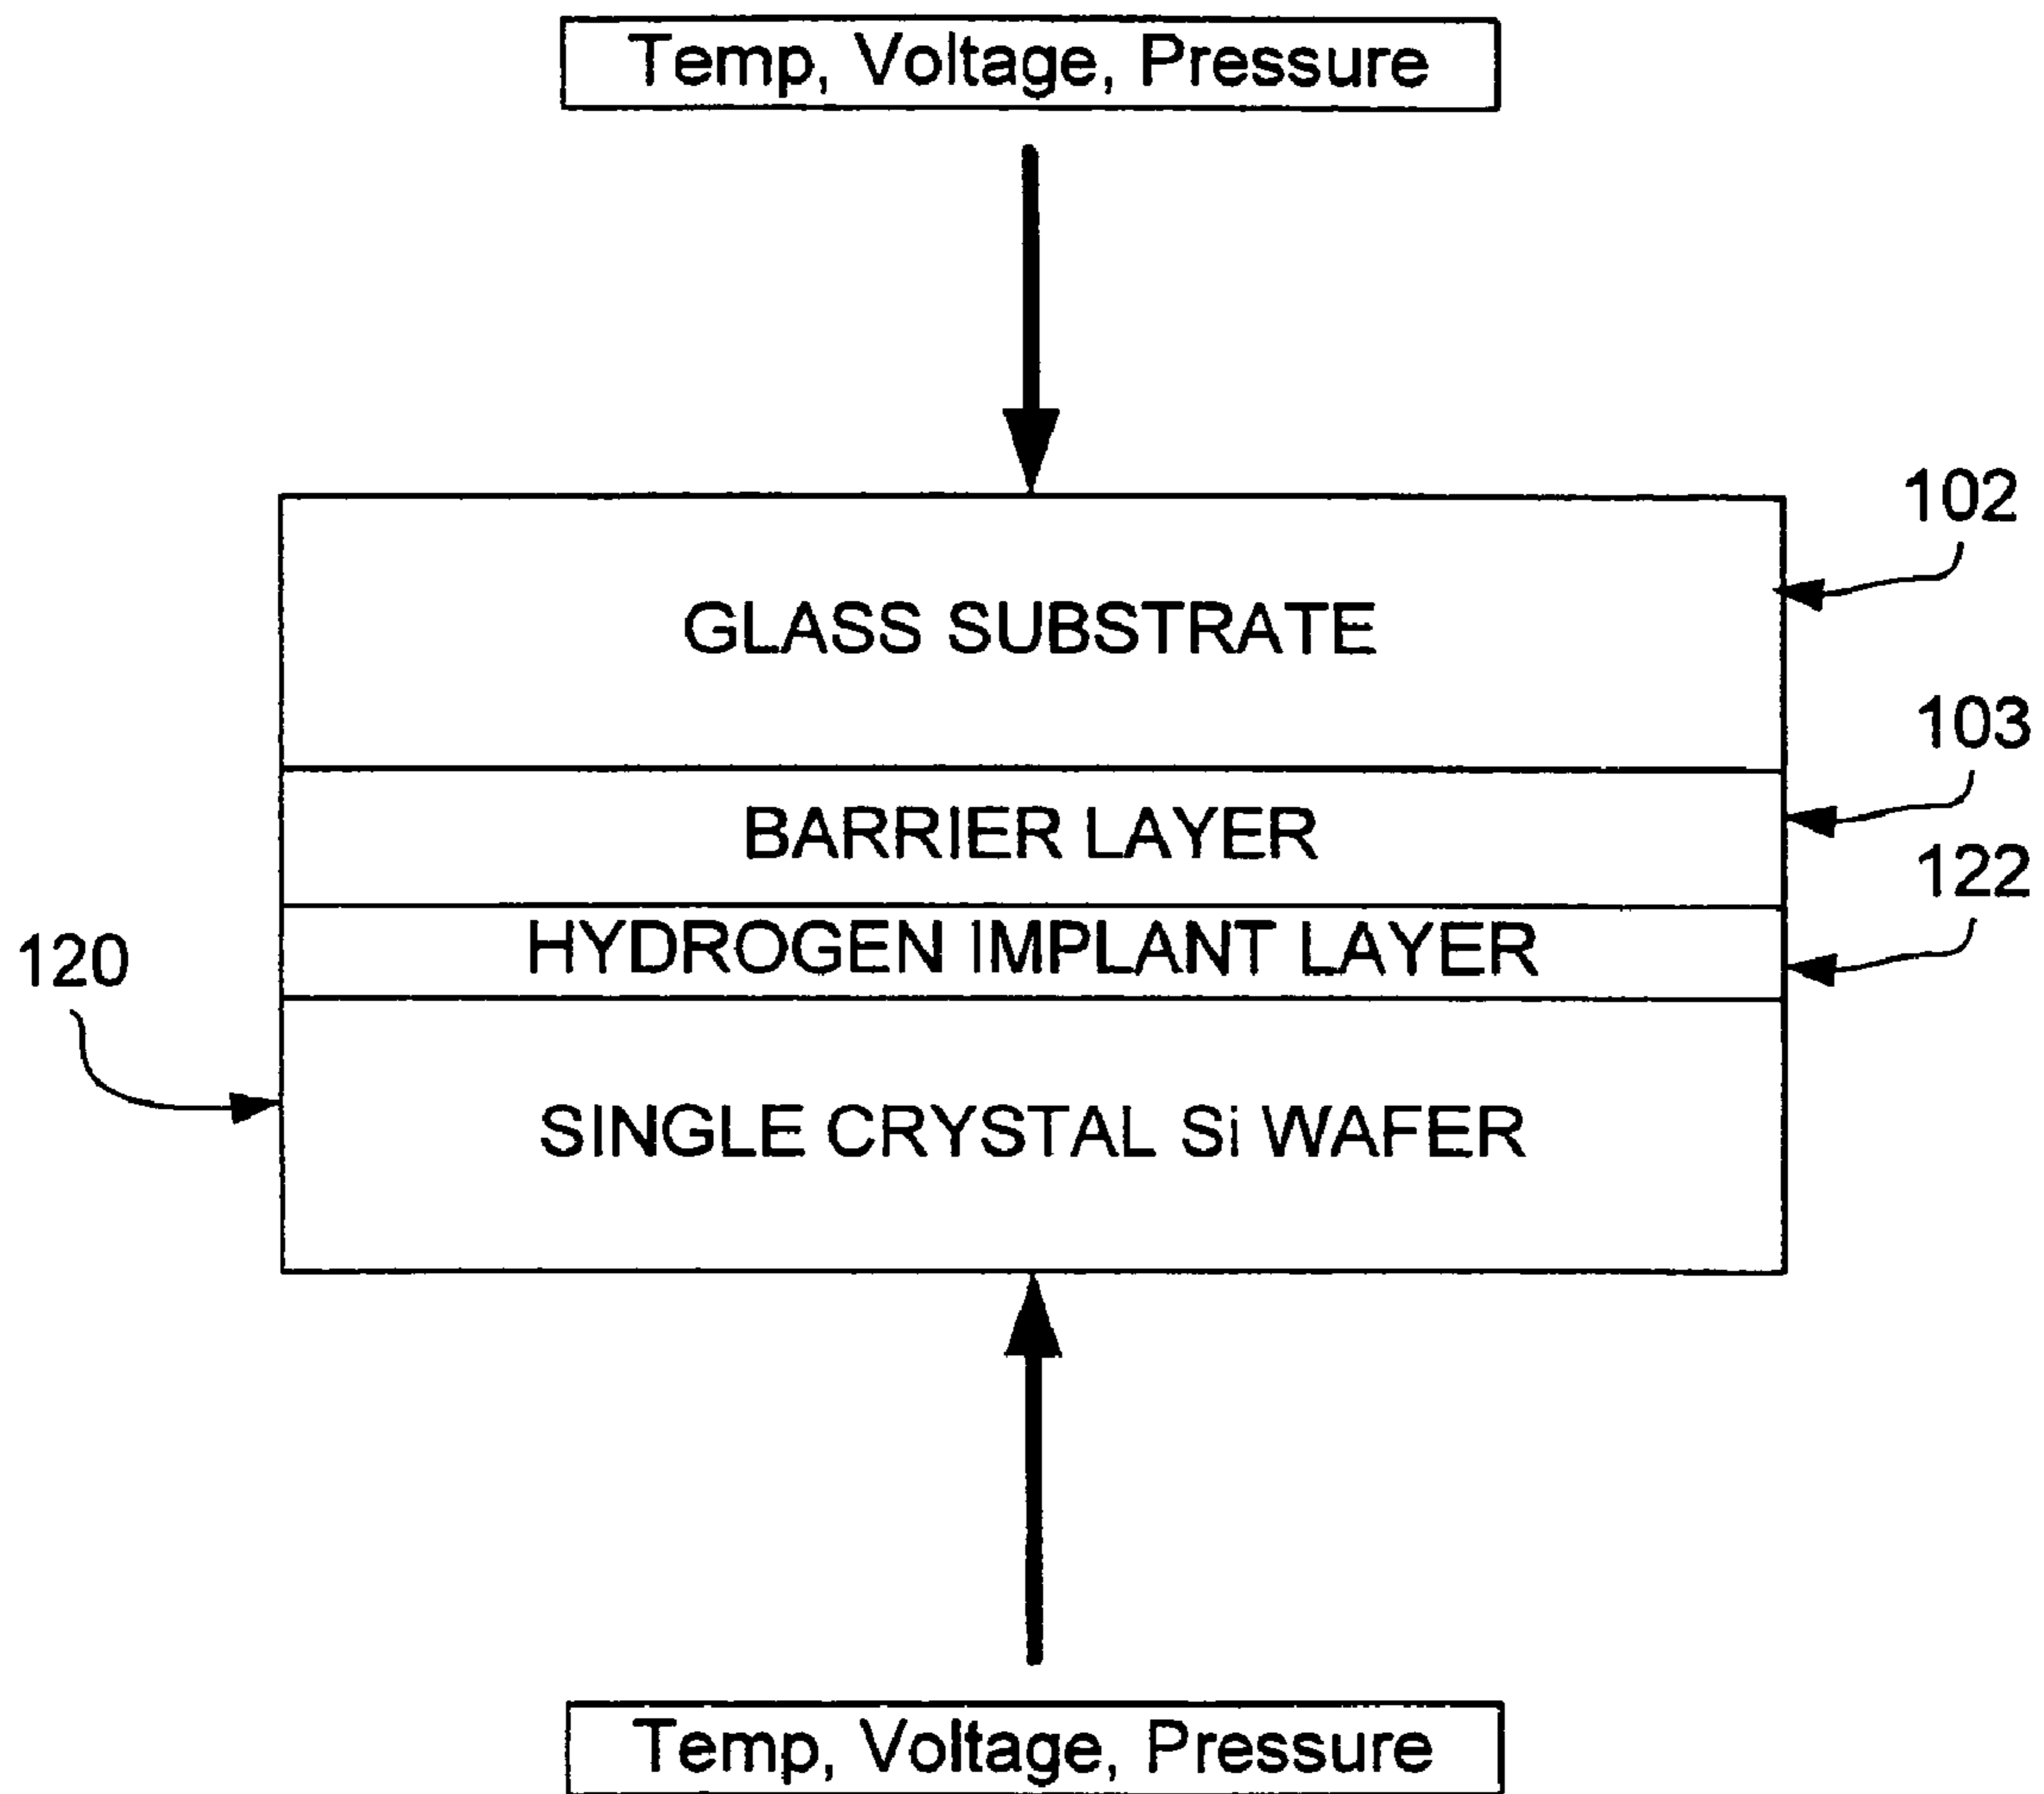 Temp, Voltage, Pressure
102
GLASS SUBSTRATE
103
BARRIER LAYER
122
HYDROGEN IMPLANT LAYER
120
SINGLE CRYSTAL Si WAFER
Temp, Voltage, Pressure